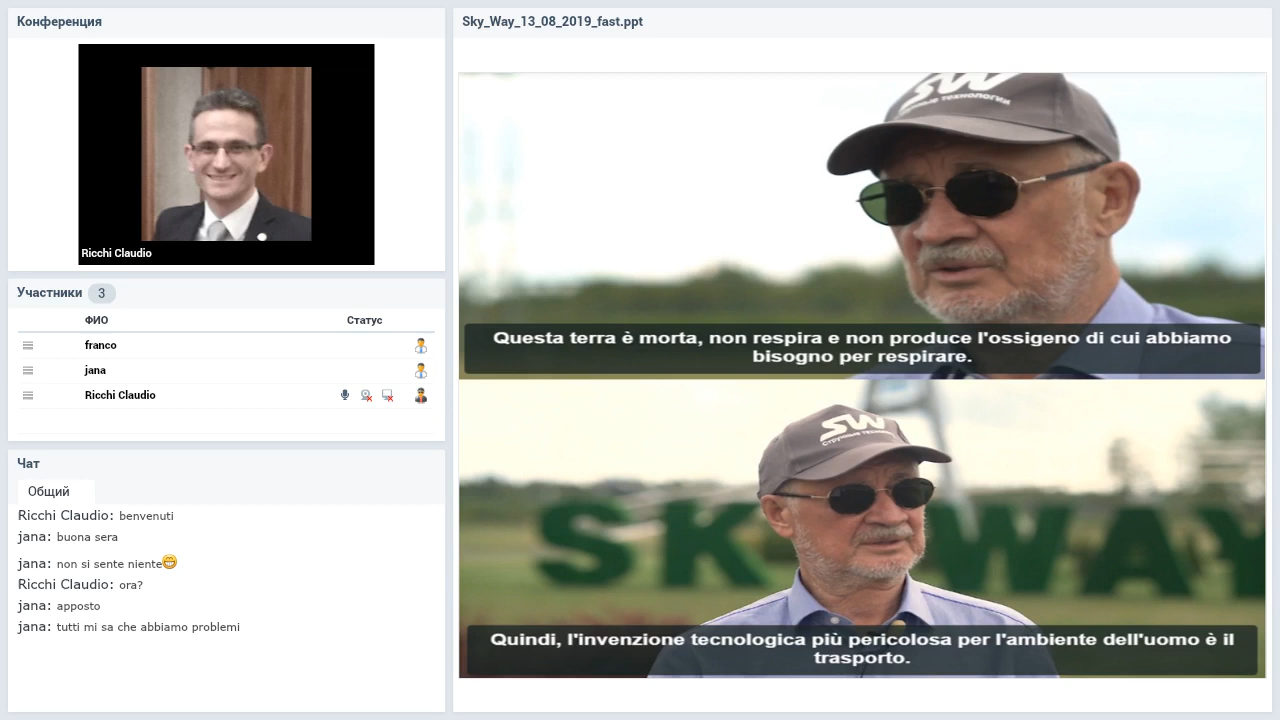 Конференция
Ricchi Claudio
Участники 3
ФИО Статус
franco
jana
Ricchi Claudio
Чат
Общий
Ricchi Claudio: benvenuti
jana: buona sera
jana: non si sente niente
Ricchi Claudio: ora?
jana: apposto
jana: tutti mi sa che abbiamo problemi
Sky_Way_13_08_2019_fast.ppt
SW
Questa terra è morta, non respira e non produce l'ossigeno di cui abbiamo
bisogno per respirare.
SW
SK WAY
Quindi, l'invenzione tecnologica più pericolosa per l'ambiente dell'uomo è il
trasporto.